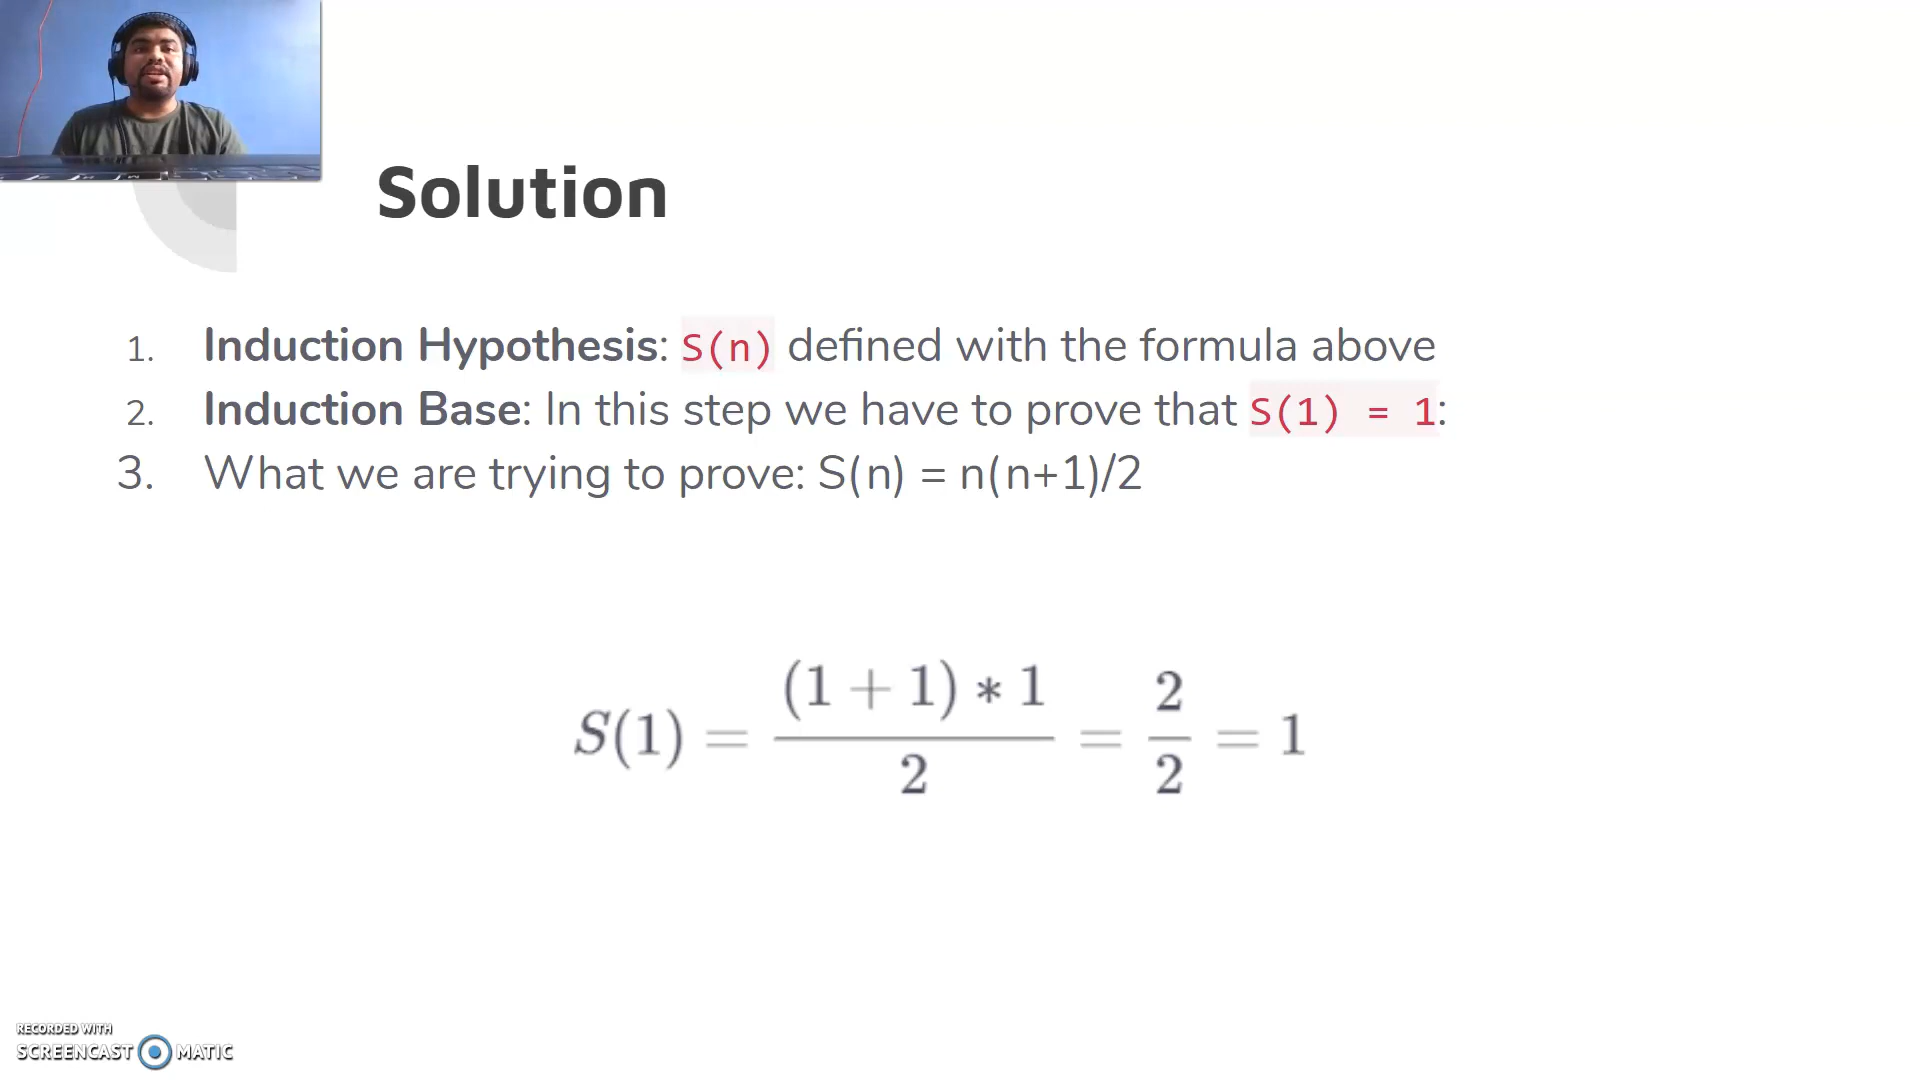 Solution
1. Induction Hypothesis: S(n) defined with the formula above
2. Induction Base: In this step we have to prove that S(1) = 1:
3. What we are trying to prove: S(n) = n(n+1)/2
S(1) = (1 + 1) * 1 / 2 = 2 / 2 = 1
RECORDED WITH
SCREENCAST MATIC